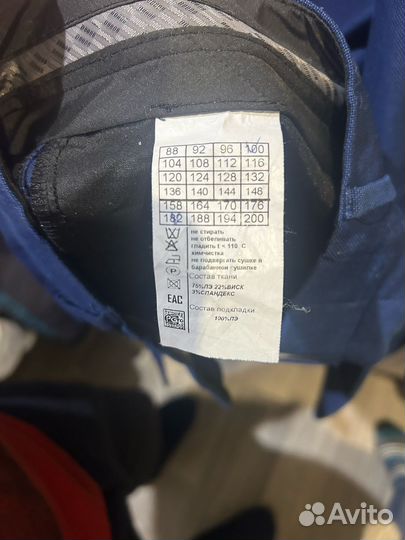 88 92 96 100
104 108 112 116
120 124 128 132
136 140 144 146
158 164 170 176
182 188 194 200
не стирать
не отбеливать
гладить t < 110. С
химчистка
не подвергать сушке в
барабанной сушилке
Состав ткани
75%ПЭ 22%ВИСК
3%СПАНДЕКС
EAC
Состав подкладки
100%ПЭ
Avito